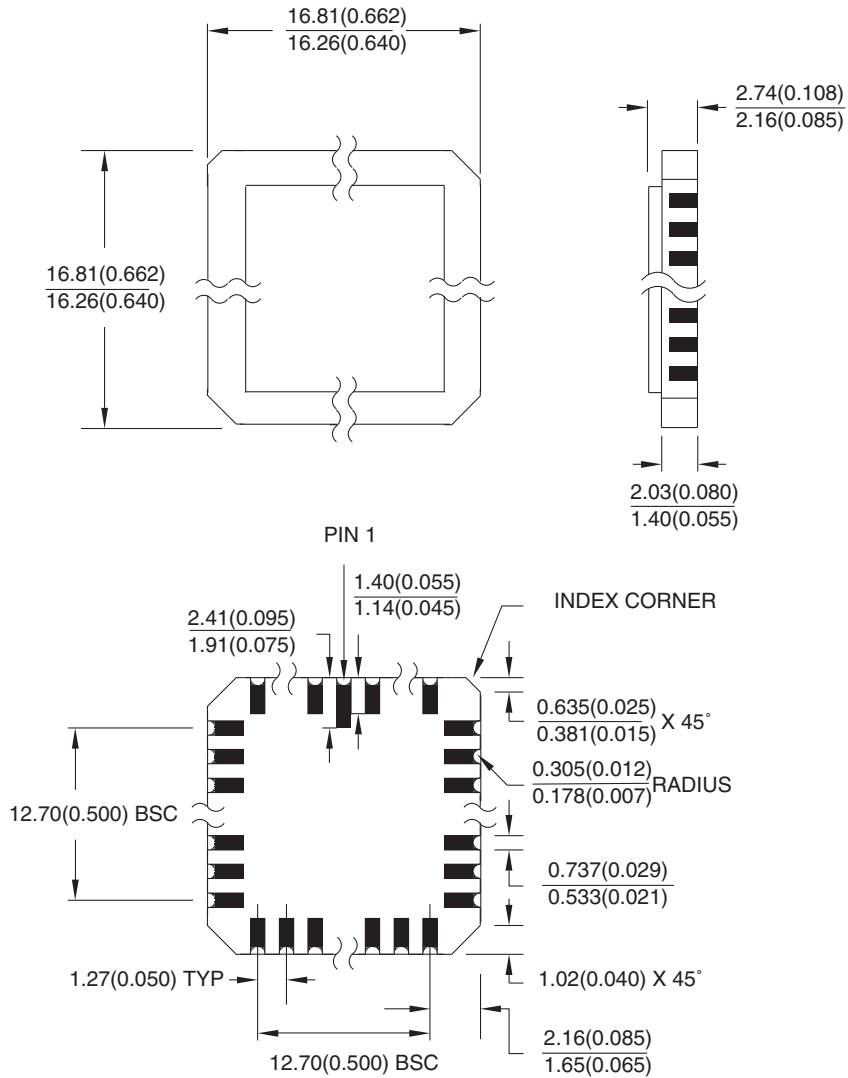 16.81(0.662)
16.26(0.640)
2.74(0.108)
2.16(0.085)
16.81(0.662)
16.26(0.640)
2.03(0.080)
1.40(0.055)
PIN 1
1.40(0.055)
1.14(0.045)
INDEX CORNER
2.41(0.095)
1.91(0.075)
0.635(0.025)
0.381(0.015) X 45°
0.305(0.012)
0.178(0.007) RADIUS
12.70(0.500) BSC
0.737(0.029)
0.533(0.021)
1.27(0.050) TYP
1.02(0.040) X 45°
12.70(0.500) BSC
2.16(0.085)
1.65(0.065)